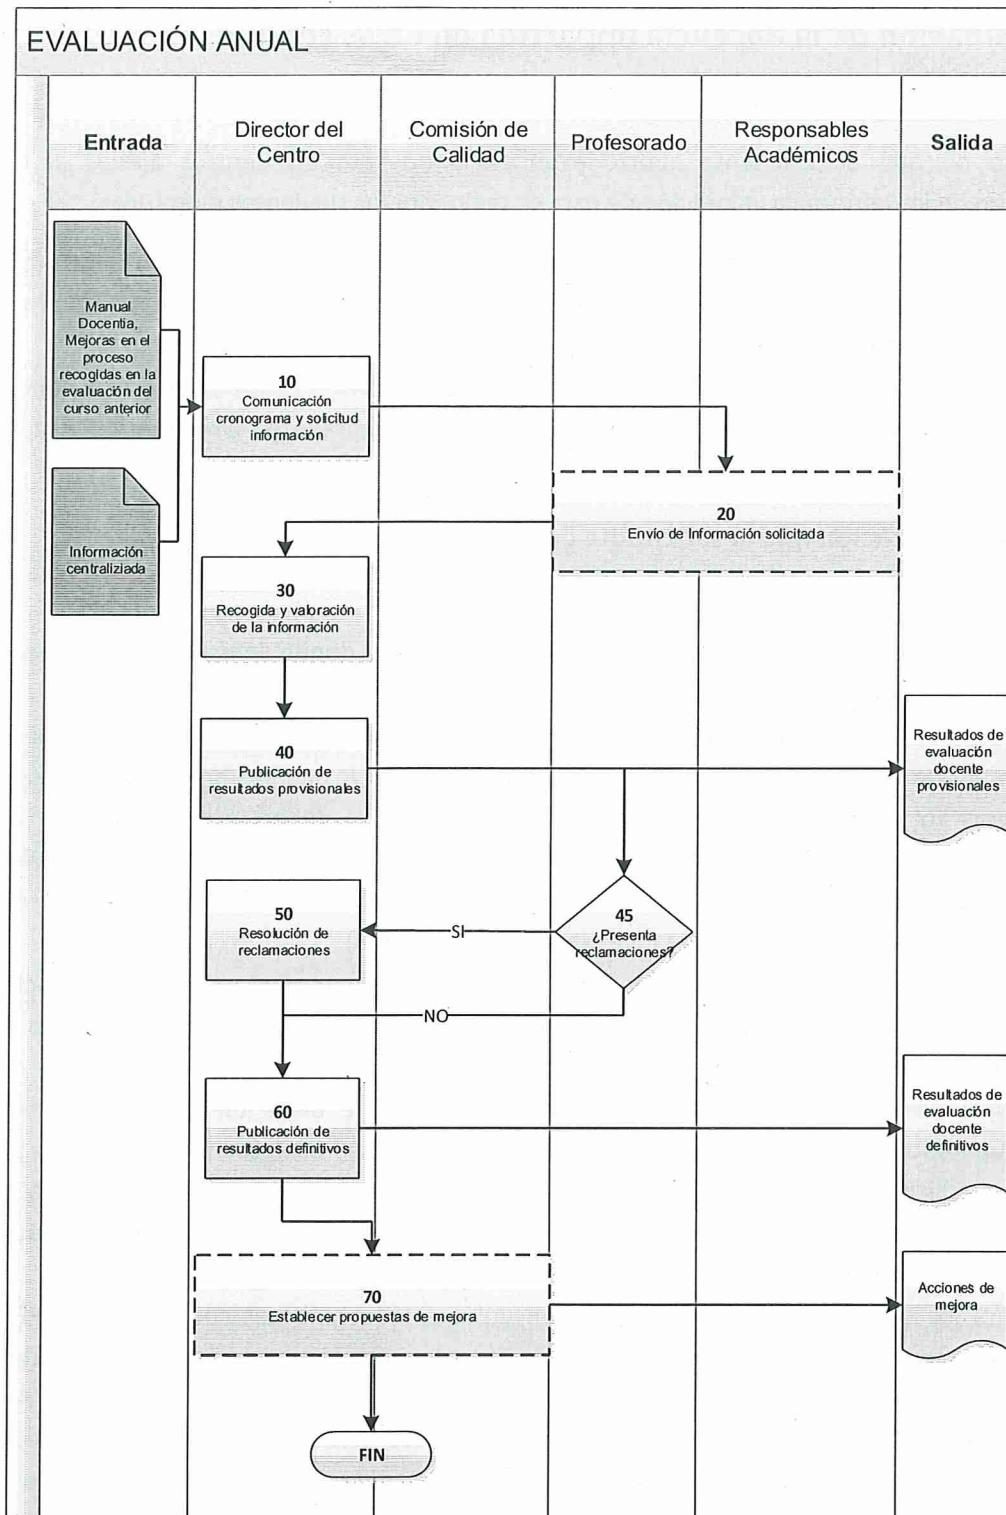 EVALUACIÓN ANUAL
Entrada
Director del
Centro
Comisión de
Calidad
Profesorado
Responsables
Académicos
Salida
Manual
Docentia,
Mejoras en el
proceso
recogidas en la
evaluación del
curso anterior
10
Comunicación
cronograma y solicitud
información
20
Envío de Información solicitada
Información
centraliziada
30
Recogida y valoración
de la información
40
Publicación de
resultados provisionales
Resultados de
evaluación
docente
provisionales
50
Resolución de
reclamaciones
SI
45
¿Presenta
reclamaciones?
NO
60
Publicación de
resultados definitivos
Resultados de
evaluación
docente
definitivos
70
Establecer propuestas de mejora
Acciones de
mejora
FIN